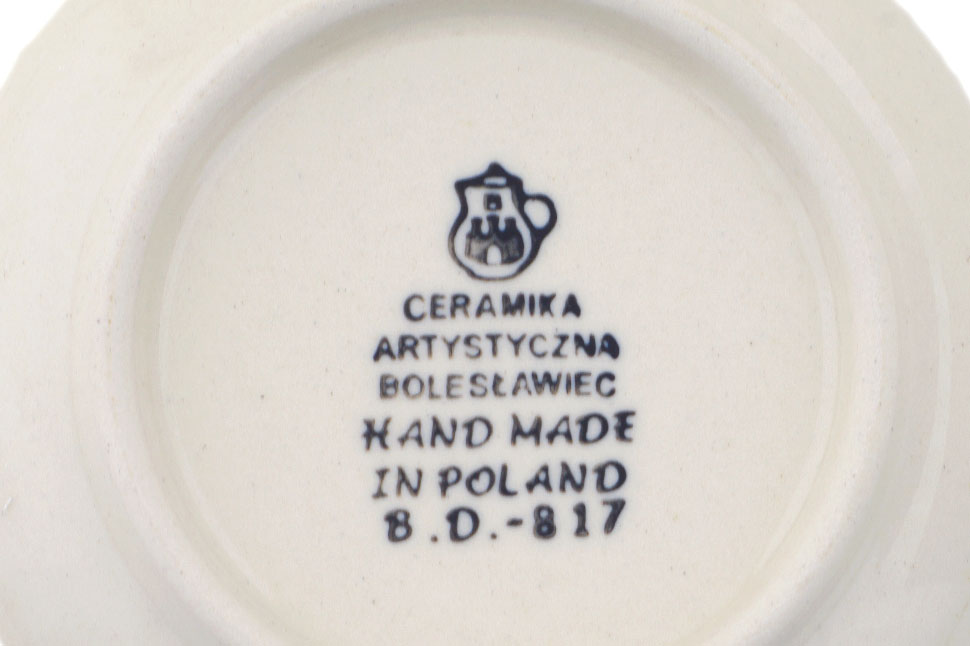 B
CERAMIKA
ARTYSTYCZNA
BOLESŁAWIEC
HAND MADE
IN POLAND
B.D.-817